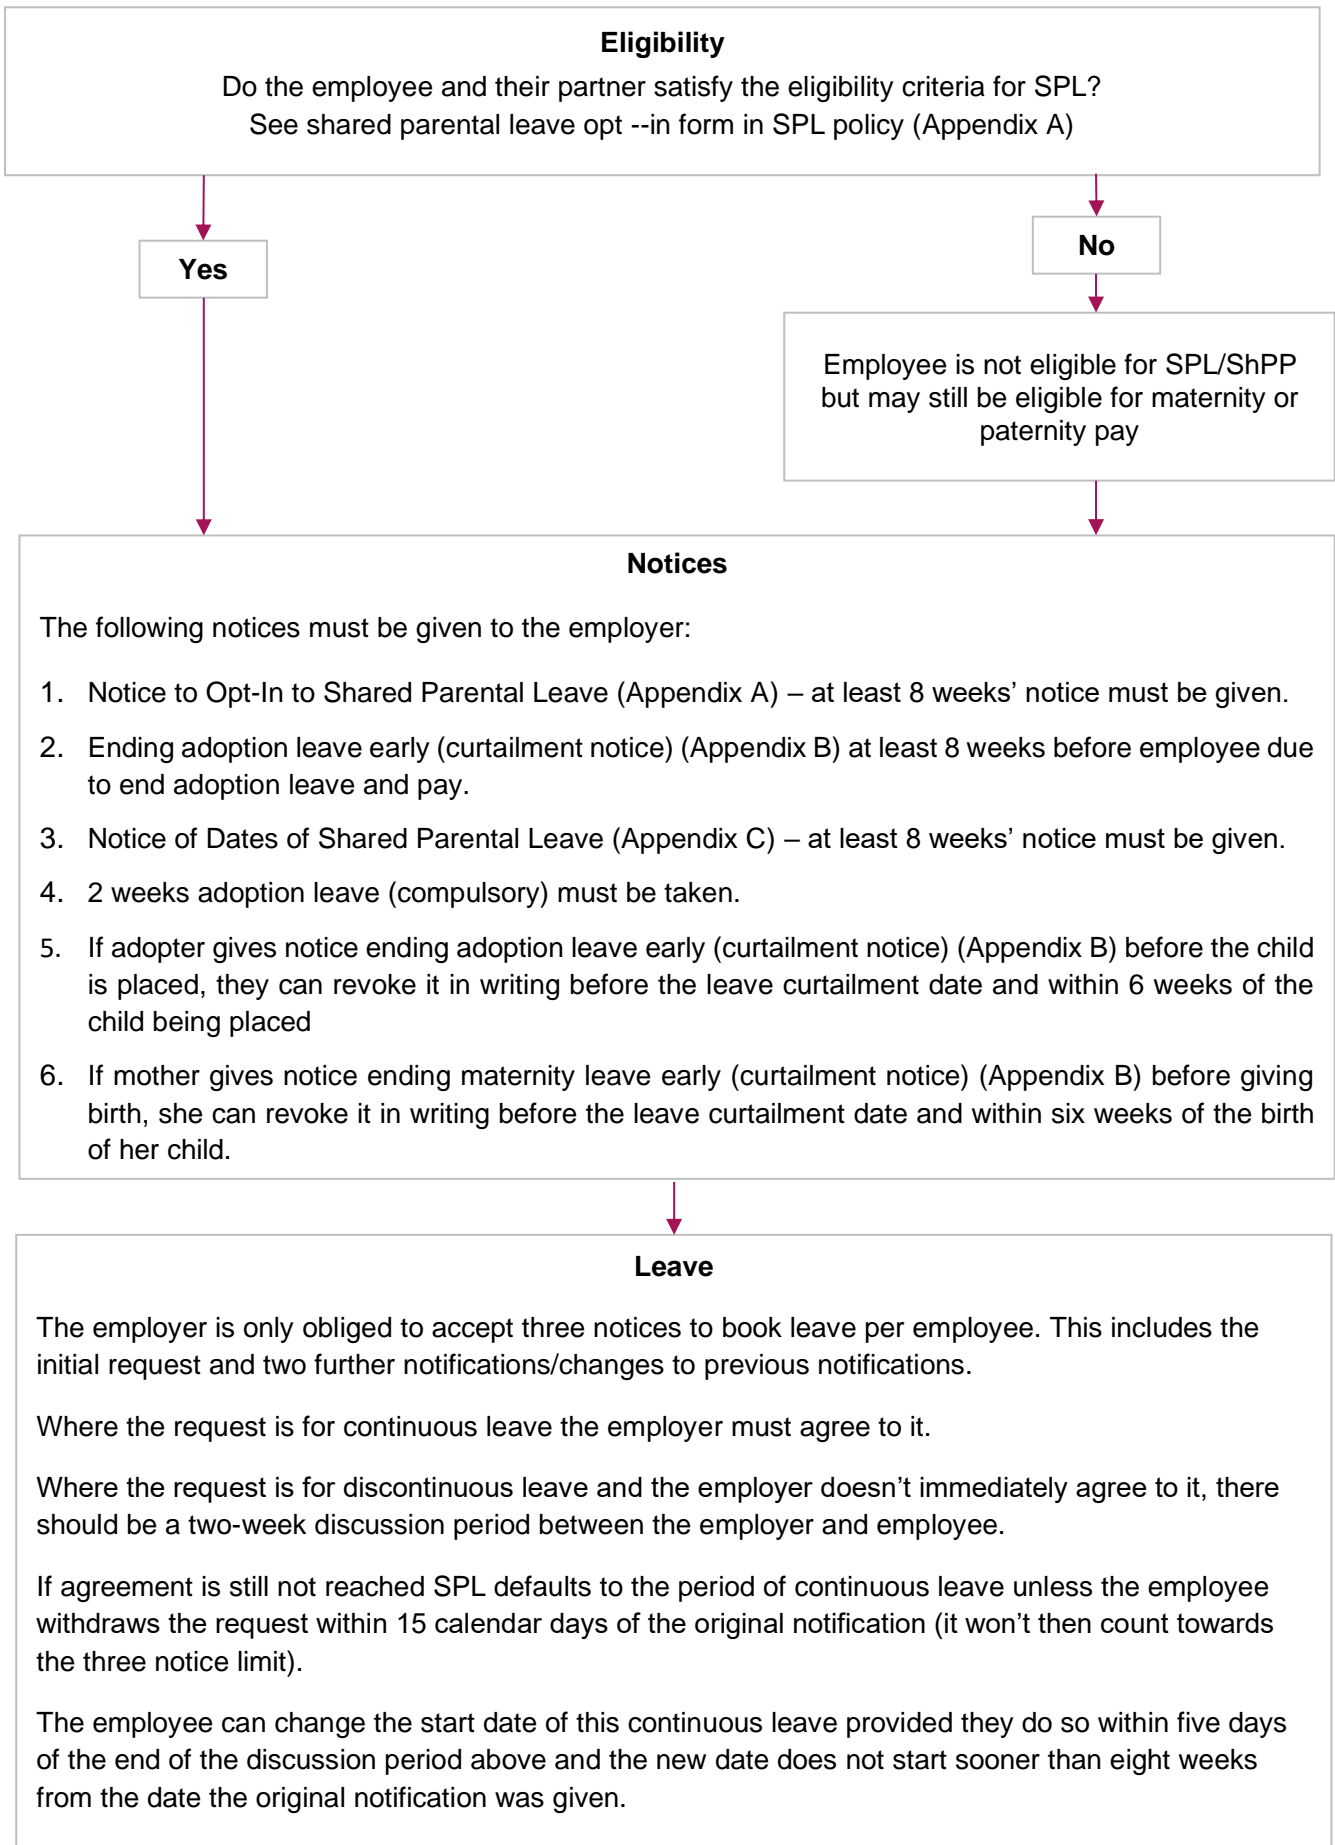 Eligibility
Do the employee and their partner satisfy the eligibility criteria for SPL?
See shared parental leave opt --in form in SPL policy (Appendix A)
Yes
No
Employee is not eligible for SPL/ShPP
but may still be eligible for maternity or
paternity pay
Notices
The following notices must be given to the employer:
1. Notice to Opt-In to Shared Parental Leave (Appendix A) – at least 8 weeks’ notice must be given.
2. Ending adoption leave early (curtailment notice) (Appendix B) at least 8 weeks before employee due
to end adoption leave and pay.
3. Notice of Dates of Shared Parental Leave (Appendix C) – at least 8 weeks’ notice must be given.
4. 2 weeks adoption leave (compulsory) must be taken.
5. If adopter gives notice ending adoption leave early (curtailment notice) (Appendix B) before the child
is placed, they can revoke it in writing before the leave curtailment date and within 6 weeks of the
child being placed
6. If mother gives notice ending maternity leave early (curtailment notice) (Appendix B) before giving
birth, she can revoke it in writing before the leave curtailment date and within six weeks of the birth
of her child.
Leave
The employer is only obliged to accept three notices to book leave per employee. This includes the
initial request and two further notifications/changes to previous notifications.
Where the request is for continuous leave the employer must agree to it.
Where the request is for discontinuous leave and the employer doesn’t immediately agree to it, there
should be a two-week discussion period between the employer and employee.
If agreement is still not reached SPL defaults to the period of continuous leave unless the employee
withdraws the request within 15 calendar days of the original notification (it won’t then count towards
the three notice limit).
The employee can change the start date of this continuous leave provided they do so within five days
of the end of the discussion period above and the new date does not start sooner than eight weeks
from the date the original notification was given.